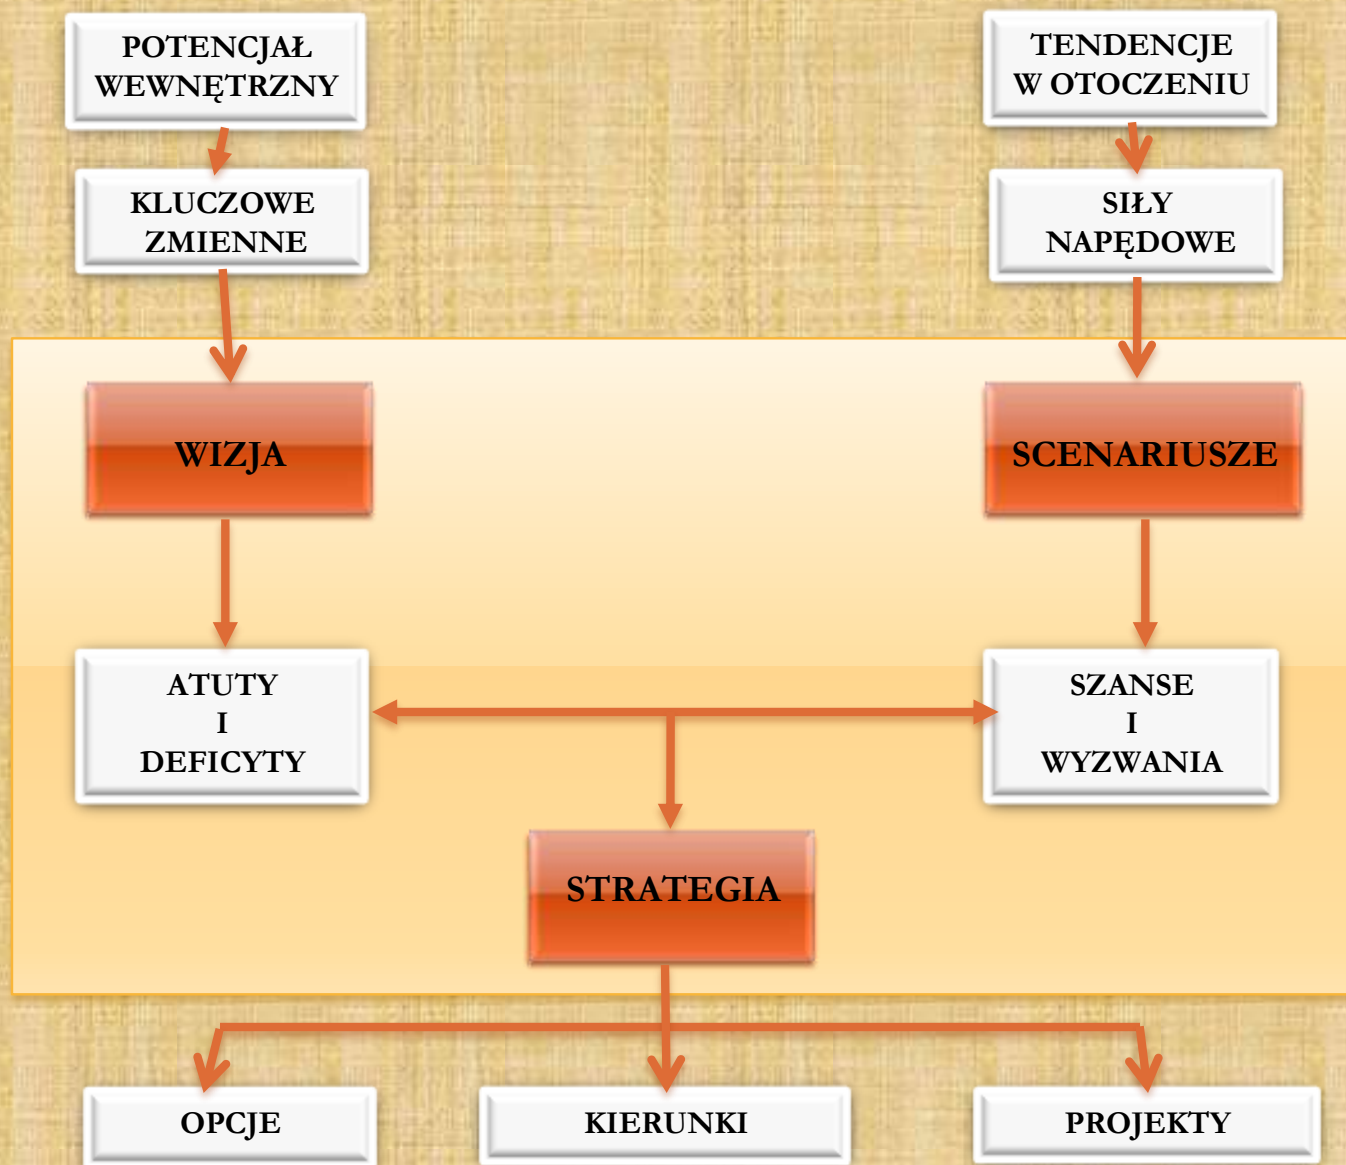 POTENCJAŁ
WEWNĘTRZNY
TENDENCJE
W OTOCZENIU
KLUCZOWE
ZMIENNE
SIŁY
NAPĘDOWE
WIZJA
SCENARIUSZE
ATUTY
I
DEFICYTY
SZANSE
I
WYZWANIA
STRATEGIA
OPCJE
KIERUNKI
PROJEKTY